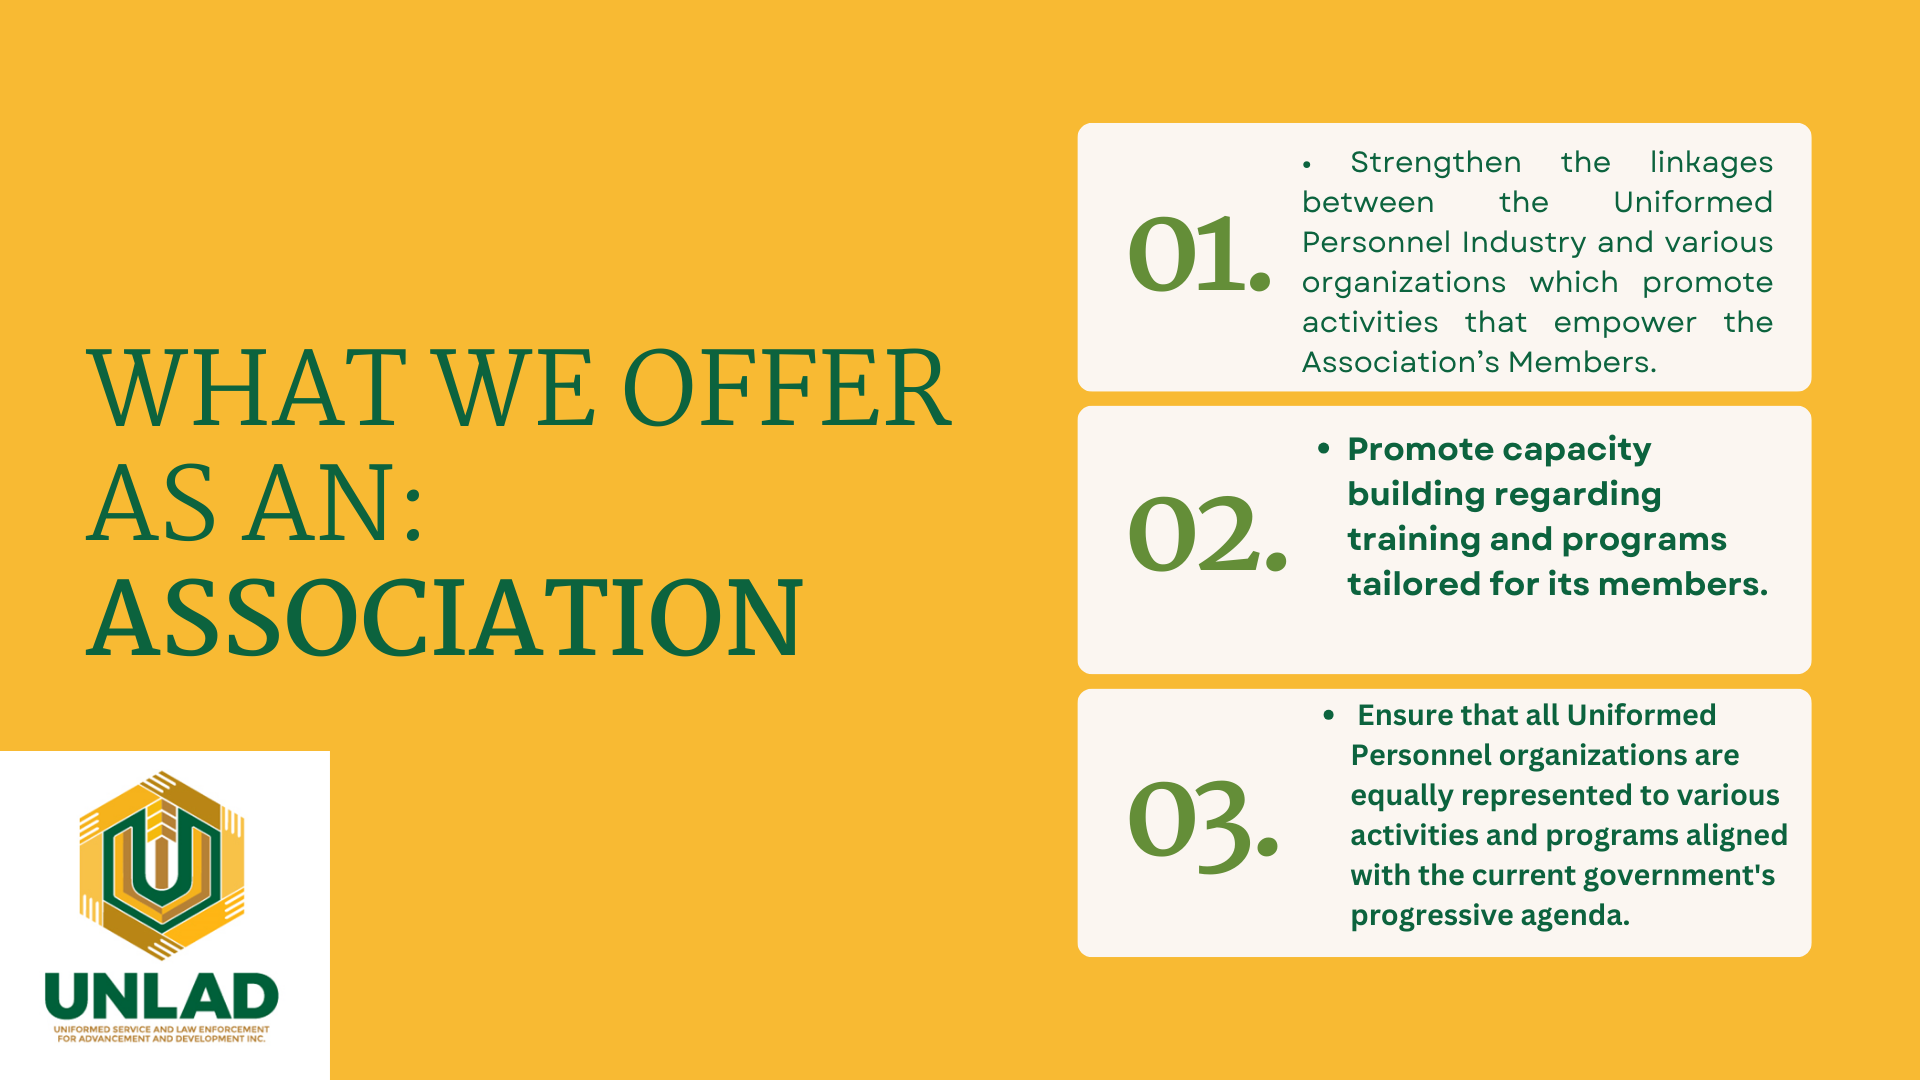 WHAT WE OFFER
AS AN:
ASSOCIATION
01.
• Strengthen the linkages
between the Uniformed
Personnel Industry and various
organizations which promote
activities that empower the
Association’s Members.
02.
• Promote capacity
building regarding
training and programs
tailored for its members.
03.
• Ensure that all Uniformed
Personnel organizations are
equally represented to various
activities and programs aligned
with the current government's
progressive agenda.
UNLAD
UNIFORMED SERVICE AND LAW ENFORCEMENT
FOR ADVANCEMENT AND DEVELOPMENT INC.